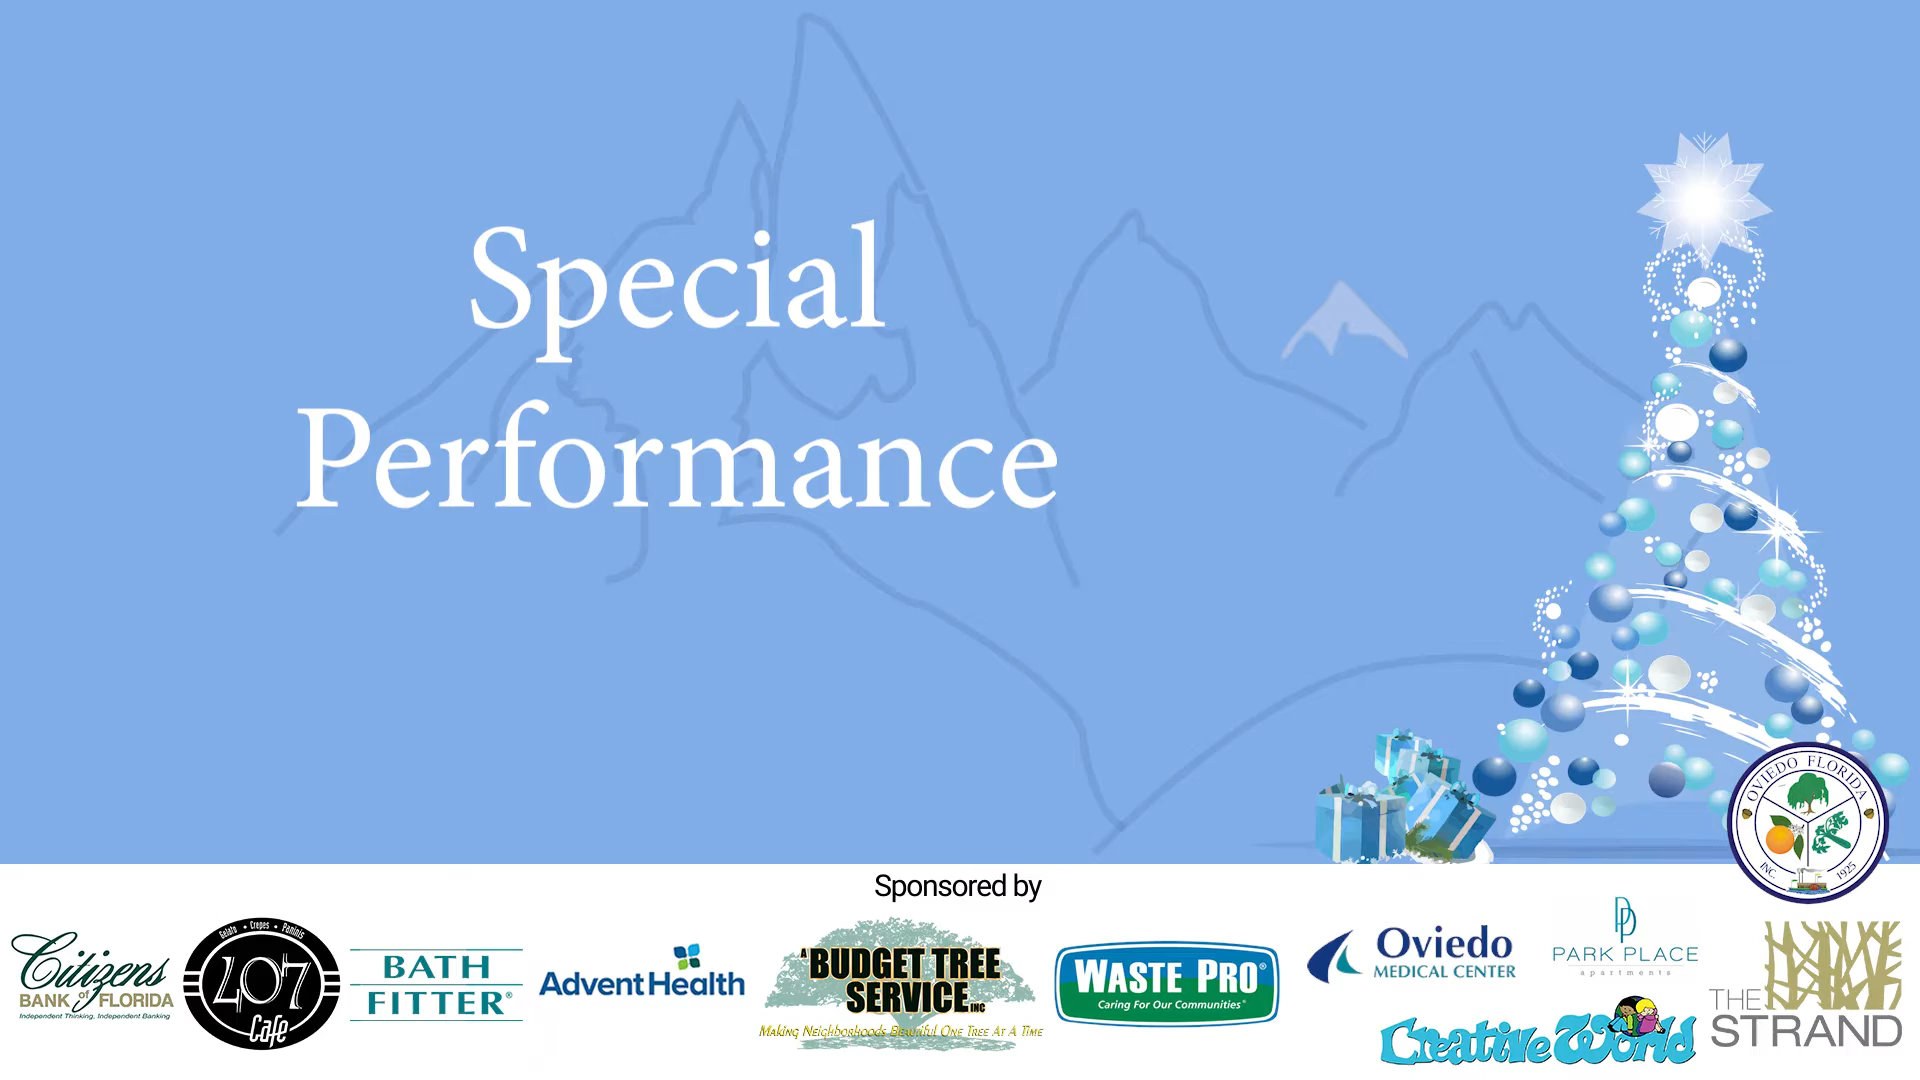 Special
Performance
OVIEDO FLORIDA
INC. 1925
Sponsored by
Citizens
BANK of FLORIDA
Independent Thinking, Independent Banking
Gelato • Crepes • Paninis
407
Cafe
BATH
FITTER®
AdventHealth
A BUDGET TREE
SERVICE INC
Making Neighborhoods Beautiful One Tree At A Time
WASTE PRO®
Caring For Our Communities®
Oviedo
MEDICAL CENTER
PARK PLACE
apartments
Creative World
THE
STRAND